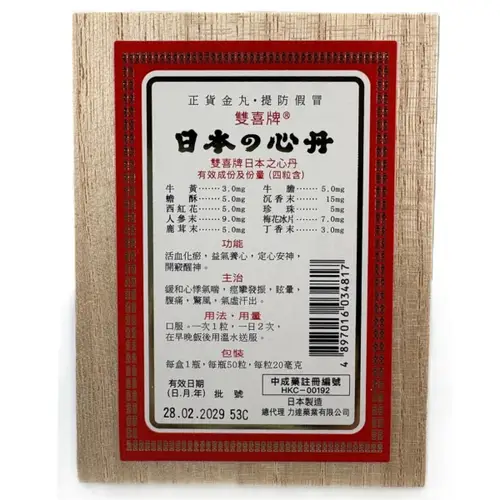 正貨金丸·提防假冒
雙喜牌®
日本の心丹
雙喜牌日本之心丹
有效成份及份量(四粒含)
牛黃……3.0mg 牛膽……5.0mg
蟾酥……5.0mg 沉香末……15mg
西紅花……5.0mg 珍珠……5mg
人參末……9.0mg 梅花冰片……7.0mg
鹿茸末……5.0mg 丁香末……3.0mg
功能
活血化瘀,益氣養心,定心安神,
開竅醒神。
主治
緩和心悸氣喘,痙攣發振,眩暈,
腹痛,驚風,氣虛汗出。
用法·用量
口服。一次1粒,一日2次,
在早晚飯後用溫水送服。
包裝
每盒1瓶,每瓶50粒,每粒20毫克
有效日期
(日.月.年) 批號
28.02.2029 53C
4897016034817
中成藥註冊編號
HKC-00192
日本製造
總代理 力達藥業有限公司